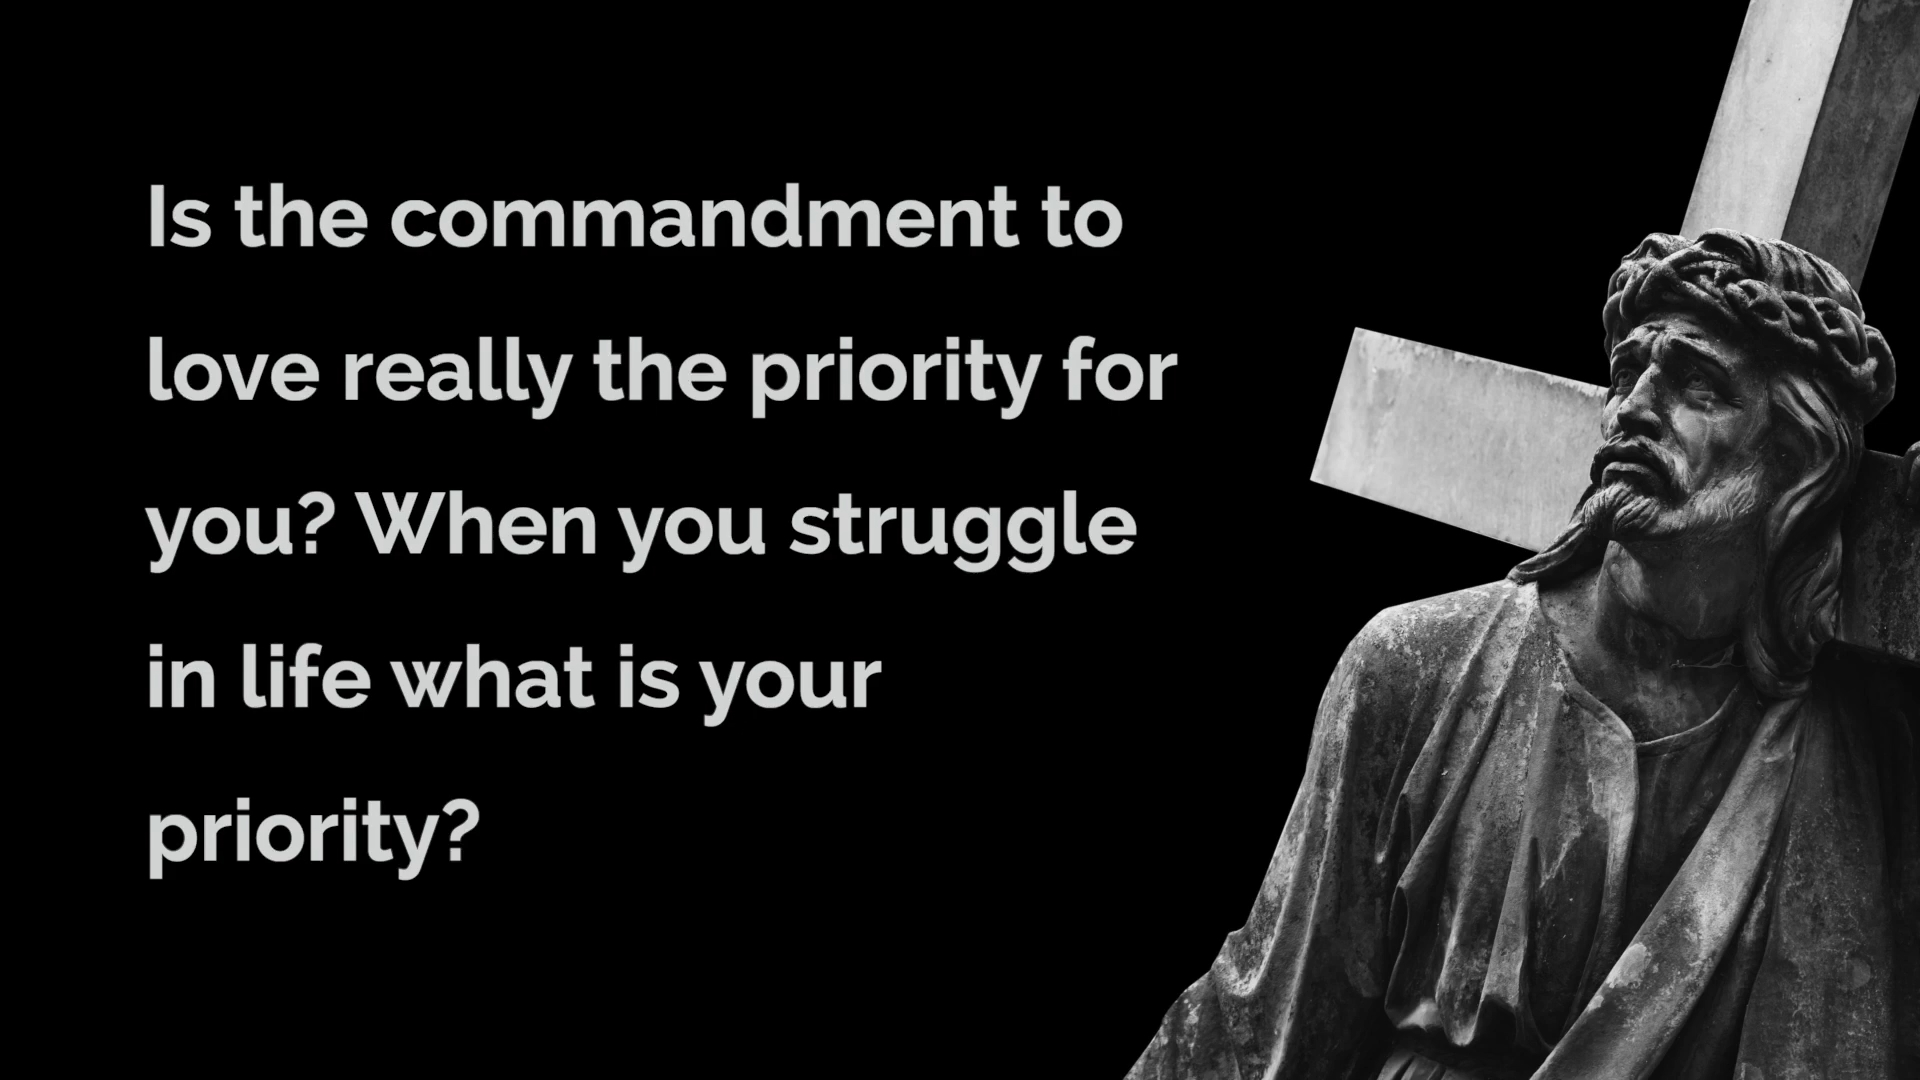 Is the commandment to
love really the priority for
you? When you struggle
in life what is your
priority?